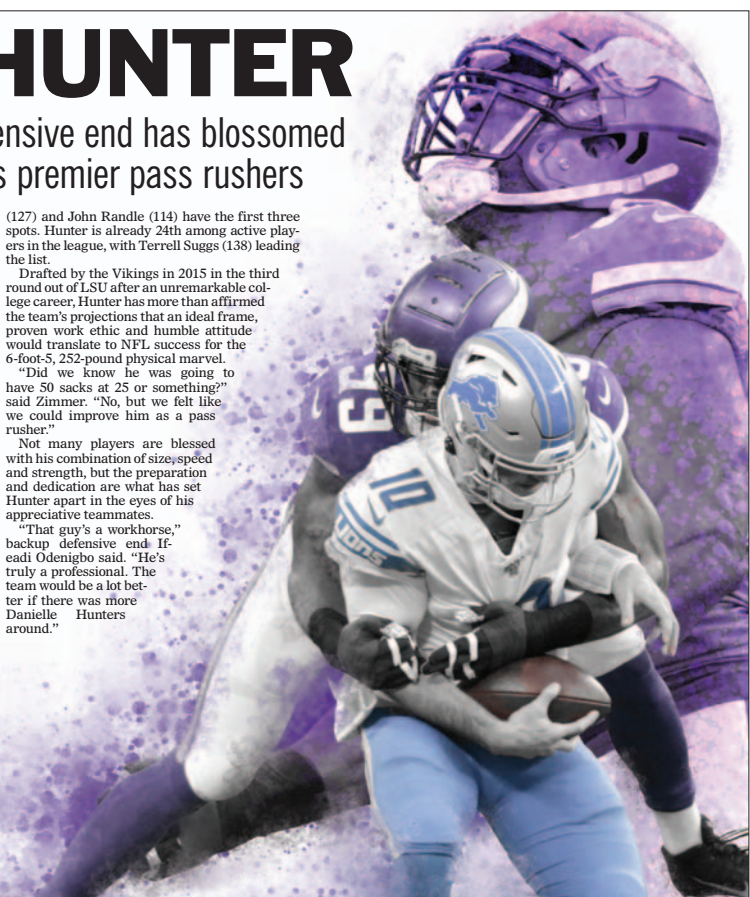 HUNTER
ensive end has blossomed
s premier pass rushers
(127) and John Randle (114) have the first three
spots. Hunter is already 24th among active play-
ers in the league, with Terrell Suggs (138) leading
the list.
Drafted by the Vikings in 2015 in the third
round out of LSU after an unremarkable col-
lege career, Hunter has more than affirmed
the team’s projections that an ideal frame,
proven work ethic and humble attitude
would translate to NFL success for the
6-foot-5, 252-pound physical marvel.
“Did we know he was going to
have 50 sacks at 25 or something?”
said Zimmer. “No, but we felt like
we could improve him as a pass
rusher.”
Not many players are blessed
with his combination of size, speed
and strength, but the preparation
and dedication are what has set
Hunter apart in the eyes of his
appreciative teammates.
“That guy’s a workhorse,”
backup defensive end If-
eadi Odenigbo said. “He’s
truly a professional. The
team would be a lot bet-
ter if there was more
Danielle Hunters
around.”
10
LIONS